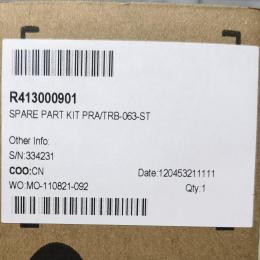 R413000901
SPARE PART KIT PRA/TRB-063-ST
Other Info:
S/N:334231
COO:CN Date:120453211111
WO:MO-110821-092 Qty:1